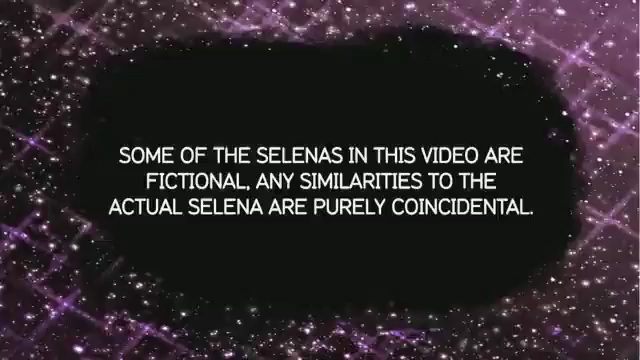 SOME OF THE SELENAS IN THIS VIDEO ARE
FICTIONAL, ANY SIMILARITIES TO THE
ACTUAL SELENA ARE PURELY COINCIDENTAL.